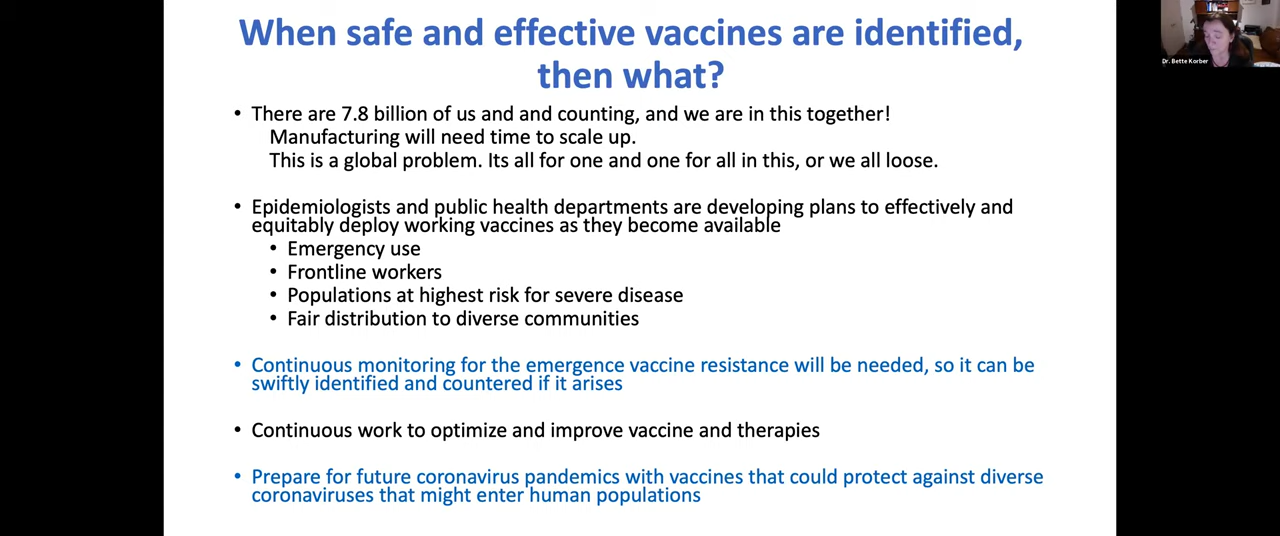 When safe and effective vaccines are identified,
then what?
• There are 7.8 billion of us and and counting, and we are in this together!
Manufacturing will need time to scale up.
This is a global problem. Its all for one and one for all in this, or we all loose.
• Epidemiologists and public health departments are developing plans to effectively and
equitably deploy working vaccines as they become available
• Emergency use
• Frontline workers
• Populations at highest risk for severe disease
• Fair distribution to diverse communities
• Continuous monitoring for the emergence vaccine resistance will be needed, so it can be
swiftly identified and countered if it arises
• Continuous work to optimize and improve vaccine and therapies
• Prepare for future coronavirus pandemics with vaccines that could protect against diverse
coronaviruses that might enter human populations
Dr. Bette Korber